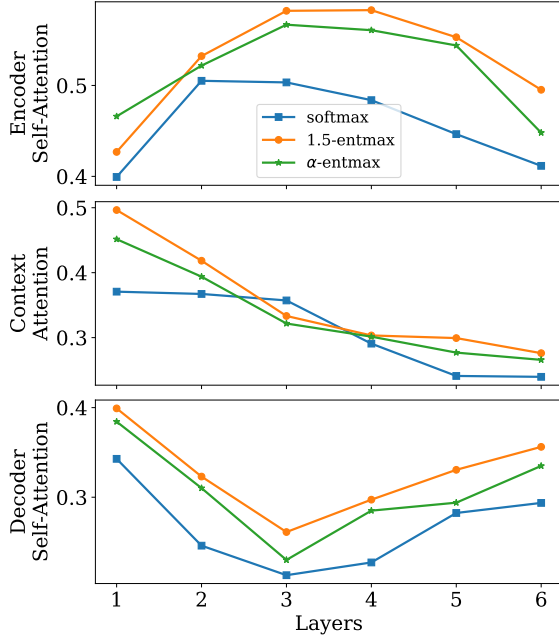 Encoder
Self-Attention
0.5
0.4
softmax
1.5-entmax
α-entmax
Context
Attention
0.5
0.4
0.3
Decoder
Self-Attention
0.4
0.3
1 2 3 4 5 6
Layers